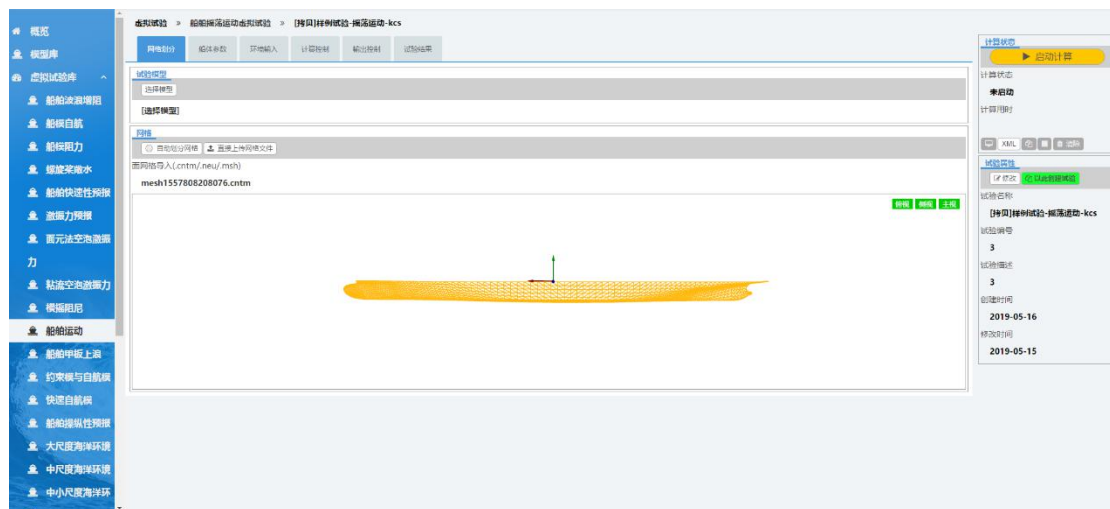 虚拟试验 » 船舶摇荡运动虚拟试验 » [拷贝]样例试验-摇荡运动-kcs
概览
模型库
虚拟试验库
船舶波浪增阻
船模自航
船模阻力
螺旋桨敞水
船舶快速性预报
激振力预报
面元法空泡激振
力
粘流空泡激振力
横摇阻尼
船舶运动
船舶甲板上浪
约束模与自航模
快速自航模
船舶操纵性预报
大尺度海洋环境
中尺度海洋环境
中小尺度海洋环
网格划分 船体参数 环境输入 计算控制 输出控制 试验结果
试验模型
选择模型
[选择模型]
网格
自动划分网格 直接上传网格文件
面网格导入(.cntm/.neu/.msh)
mesh1557808208076.cntm
俯视 侧视 主视
计算状态
启动计算
计算状态
未启动
计算用时
XML
试验属性
修改 以此创建试验
试验名称
[拷贝]样例试验-摇荡运动-kcs
试验编号
3
试验描述
3
创建时间
2019-05-16
修改时间
2019-05-15